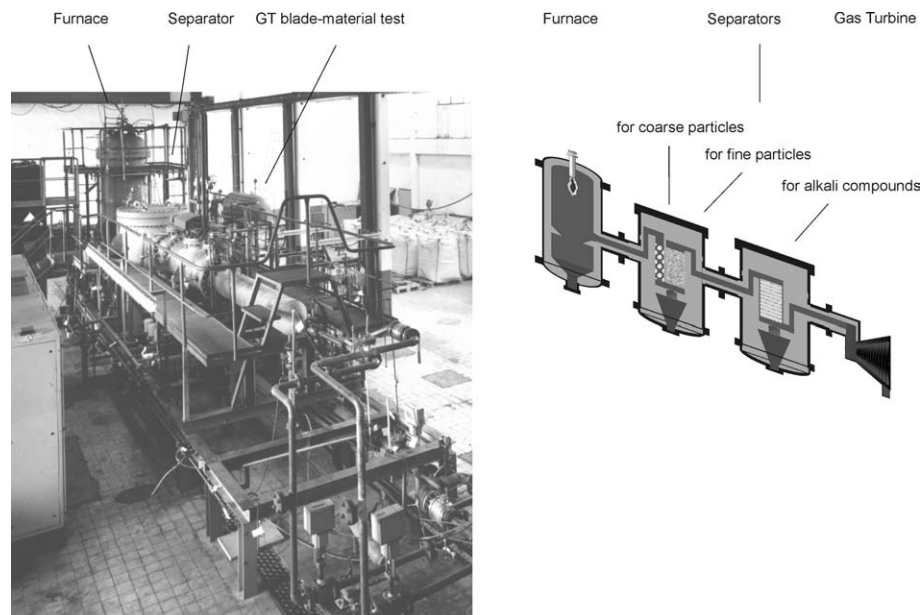 Furnace Separator GT blade-material test
Furnace Separators Gas Turbine
for coarse particles
for fine particles
for alkali compounds